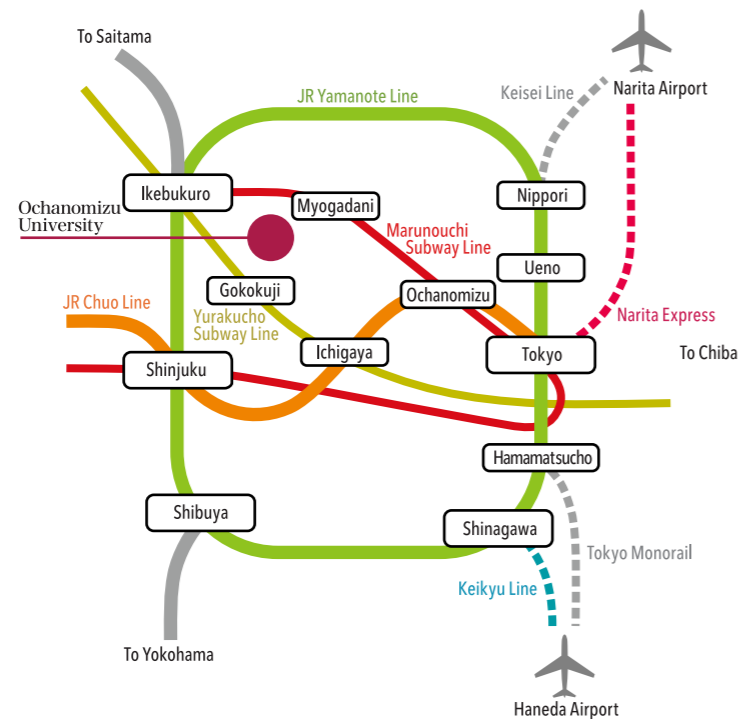 To Saitama
JR Yamanote Line
Keisei Line
Narita Airport
Ikebukuro
Myogadani
Nippori
Ochanomizu
University
Marunouchi
Subway Line
Ueno
Gokokuji
Ochanomizu
JR Chuo Line
Yurakucho
Subway Line
Narita Express
Ichigaya
Tokyo
To Chiba
Shinjuku
Hamamatsucho
Shibuya
Shinagawa
Tokyo Monorail
Keikyu Line
To Yokohama
Haneda Airport